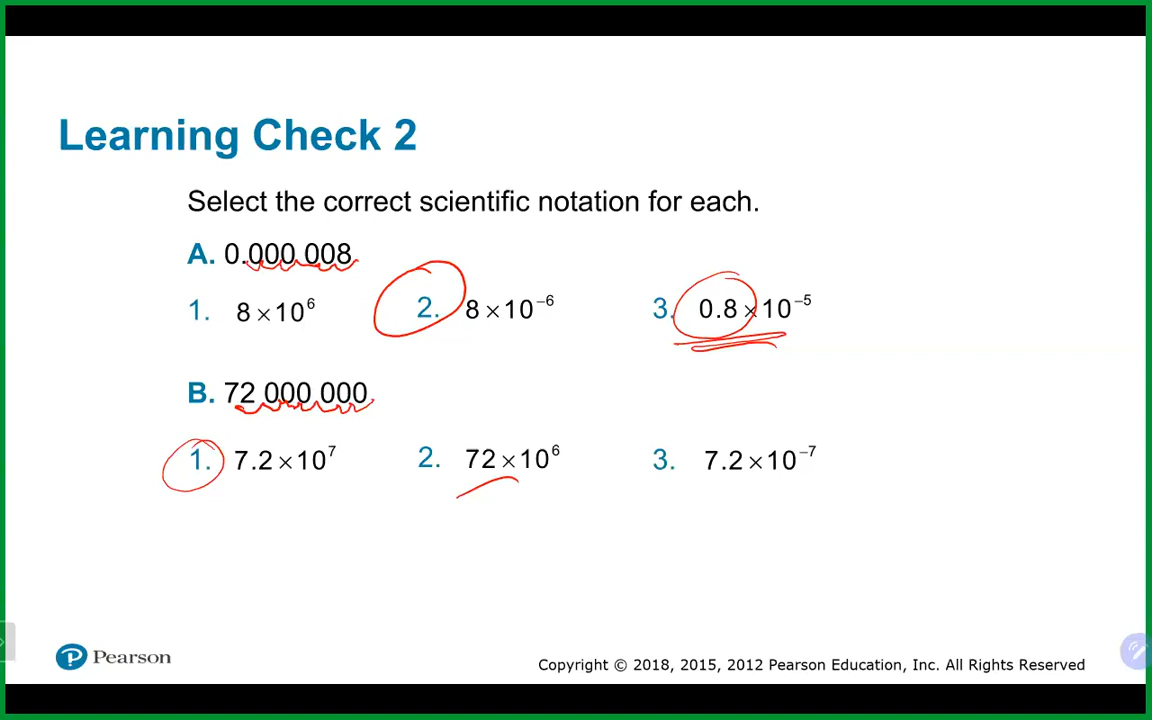 Learning Check 2
Select the correct scientific notation for each.
A. 0.000 008
1. 8 × 10⁶ 2. 8 × 10⁻⁶ 3. 0.8 × 10⁻⁵
B. 72 000 000
1. 7.2 × 10⁷ 2. 72 × 10⁶ 3. 7.2 × 10⁻⁷
Pearson
Copyright © 2018, 2015, 2012 Pearson Education, Inc. All Rights Reserved